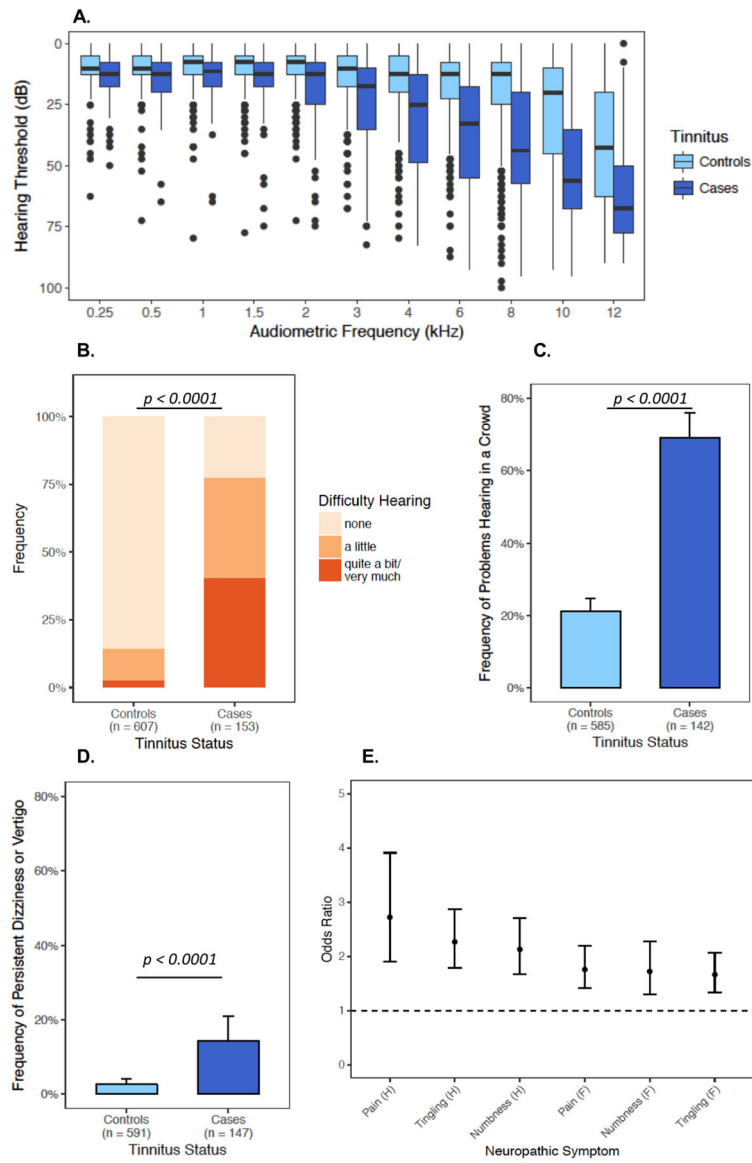 A.
Hearing Threshold (dB)
0
25
50
75
100
0.25 0.5 1 1.5 2 3 4 6 8 10 12
Audiometric Frequency (kHz)
Tinnitus
Controls
Cases
B.
p < 0.0001
Frequency
100%
75%
50%
25%
0%
Controls Cases
(n = 607) (n = 153)
Tinnitus Status
Difficulty Hearing
none
a little
quite a bit/
very much
C.
p < 0.0001
Frequency of Problems Hearing in a Crowd
80%
60%
40%
20%
0%
Controls Cases
(n = 585) (n = 142)
Tinnitus Status
D.
p < 0.0001
Frequency of Persistent Dizziness or Vertigo
80%
60%
40%
20%
0%
Controls Cases
(n = 591) (n = 147)
Tinnitus Status
E.
Odds Ratio
5
4
3
2
1
0
Pain (H) Tingling (H) Numbness (H) Pain (F) Numbness (F) Tingling (F)
Neuropathic Symptom